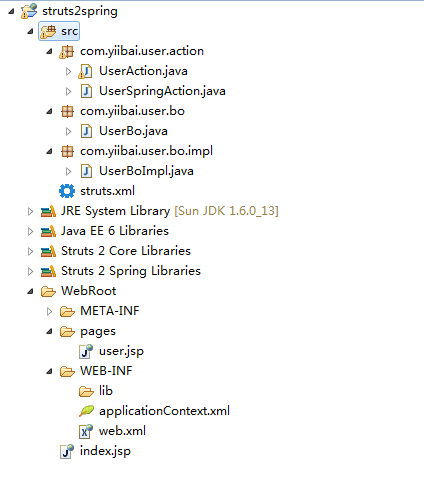 struts2spring
src
com.yiibai.user.action
UserAction.java
UserSpringAction.java
com.yiibai.user.bo
UserBo.java
com.yiibai.user.bo.impl
UserBoImpl.java
struts.xml
JRE System Library [Sun JDK 1.6.0_13]
Java EE 6 Libraries
Struts 2 Core Libraries
Struts 2 Spring Libraries
WebRoot
META-INF
pages
user.jsp
WEB-INF
lib
applicationContext.xml
web.xml
index.jsp